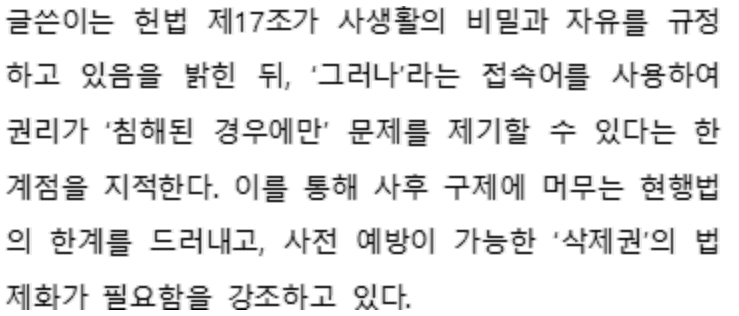 글쓴이는 헌법 제17조가 사생활의 비밀과 자유를 규정
하고 있음을 밝힌 뒤, ‘그러나’라는 접속어를 사용하여
권리가 ‘침해된 경우에만’ 문제를 제기할 수 있다는 한
계점을 지적한다. 이를 통해 사후 구제에 머무는 현행법
의 한계를 드러내고, 사전 예방이 가능한 ‘삭제권’의 법
제화가 필요함을 강조하고 있다.